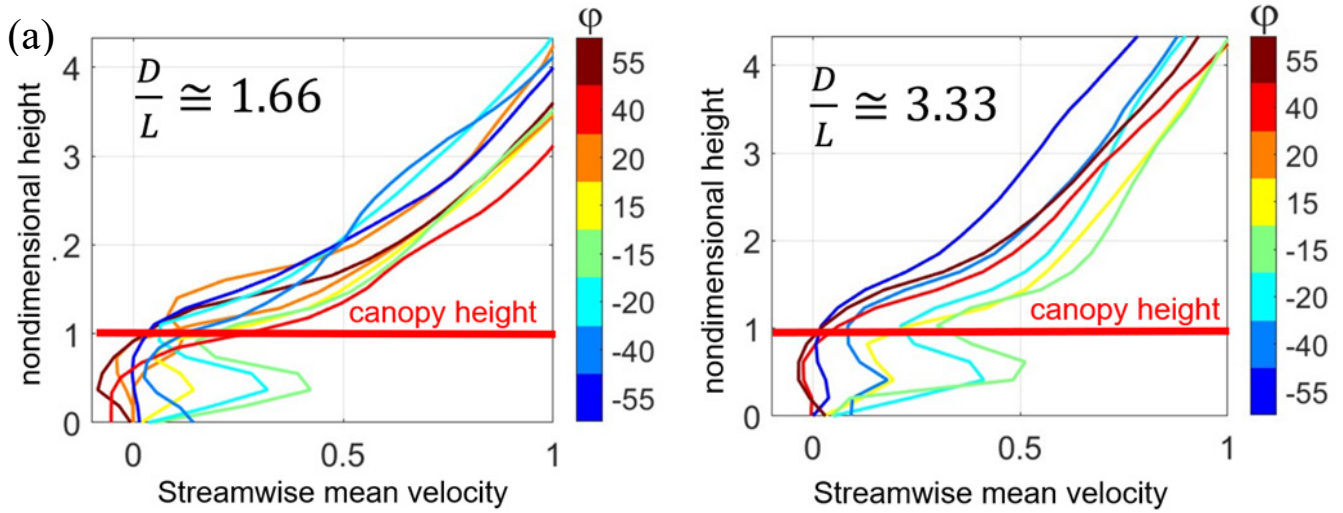 (a)
D/L ≅ 1.66
φ
55
40
20
15
-15
-20
-40
-55
canopy height
nondimensional height
4
3
2
1
0
0
0.5
1
Streamwise mean velocity
D/L ≅ 3.33
φ
55
40
20
15
-15
-20
-40
-55
canopy height
nondimensional height
4
3
2
1
0
0
0.5
1
Streamwise mean velocity